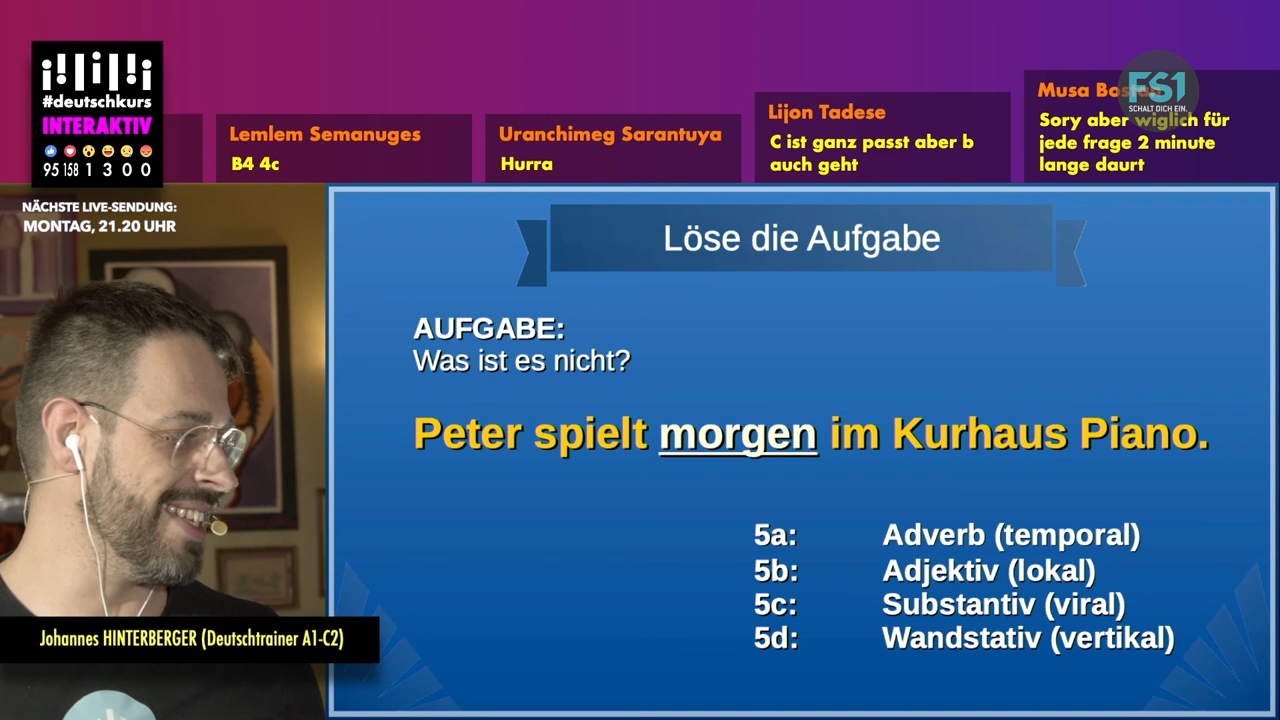 #deutschkurs
INTERAKTIV
95 158 1 3 0 0
NÄCHSTE LIVE-SENDUNG:
MONTAG, 21.20 UHR
Lemlem Semanuges
B4 4c
Uranchimeg Sarantuya
Hurra
Lijon Tadese
C ist ganz passt aber b
auch geht
Musa
FS1
SCHALT DICH EIN.
Sory aber wiglich für
jede frage 2 minute
lange daurt
Löse die Aufgabe
AUFGABE:
Was ist es nicht?
Peter spielt morgen im Kurhaus Piano.
5a: Adverb (temporal)
5b: Adjektiv (lokal)
5c: Substantiv (viral)
5d: Wandstativ (vertikal)
Johannes HINTERBERGER (Deutschtrainer A1-C2)